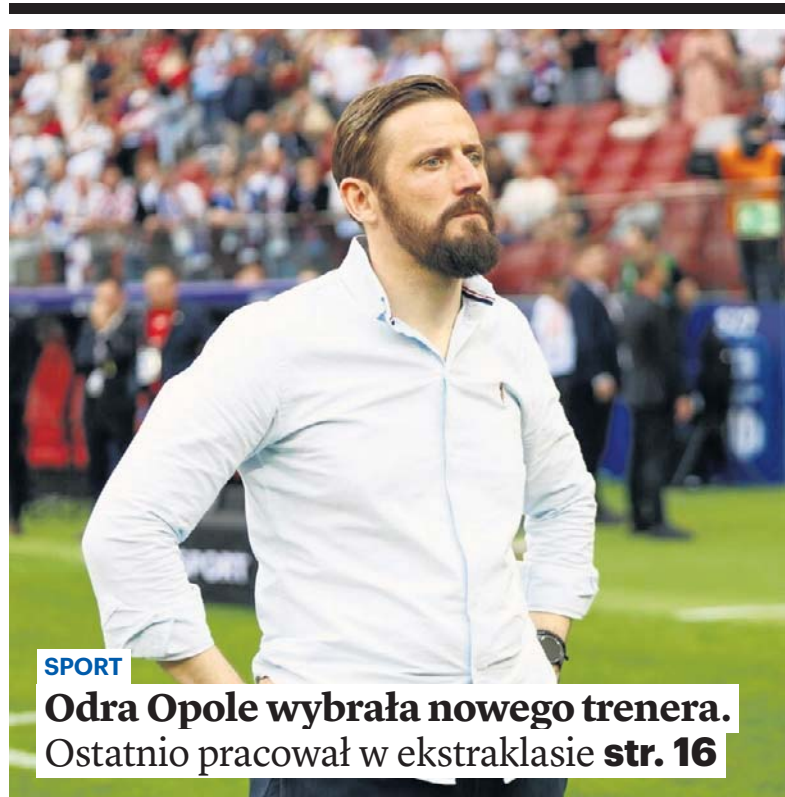 SPORT
Odra Opole wybrała nowego trenera.
Ostatnio pracował w ekstraklasie str. 16